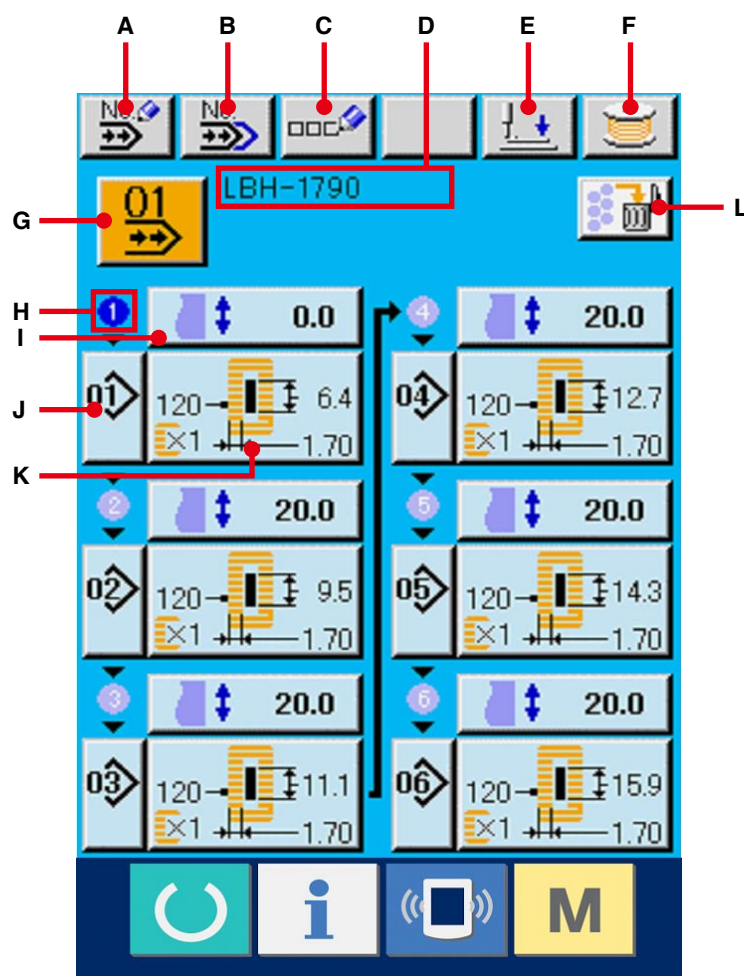 A B C D E F
No. No.
LBH-1790
G 01 L
H 1 0.0 4 20.0
I
J 01 120 6.4 04 120 12.7
×1 1.70 ×1 1.70
K
2 20.0 5 20.0
02 120 9.5 05 120 14.3
×1 1.70 ×1 1.70
3 20.0 6 20.0
03 120 11.1 06 120 15.9
×1 1.70 ×1 1.70
i M